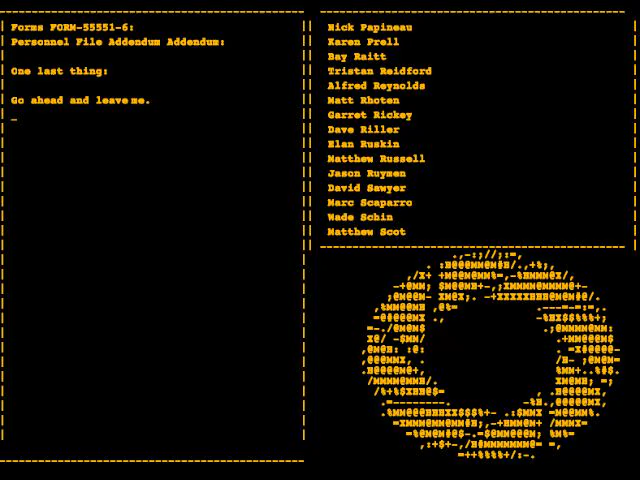 Forms FORM-55551-6:
Personnel File Addendum Addendum:
One last thing:
Go ahead and leave me.
_
Nick Papineau
Karen Prell
Bay Raitt
Tristan Reidford
Alfred Reynolds
Matt Rhoten
Garret Rickey
Dave Riller
Elan Ruskin
Matthew Russell
Jason Ruymen
David Sawyer
Marc Scaparro
Wade Schin
Matthew Scot